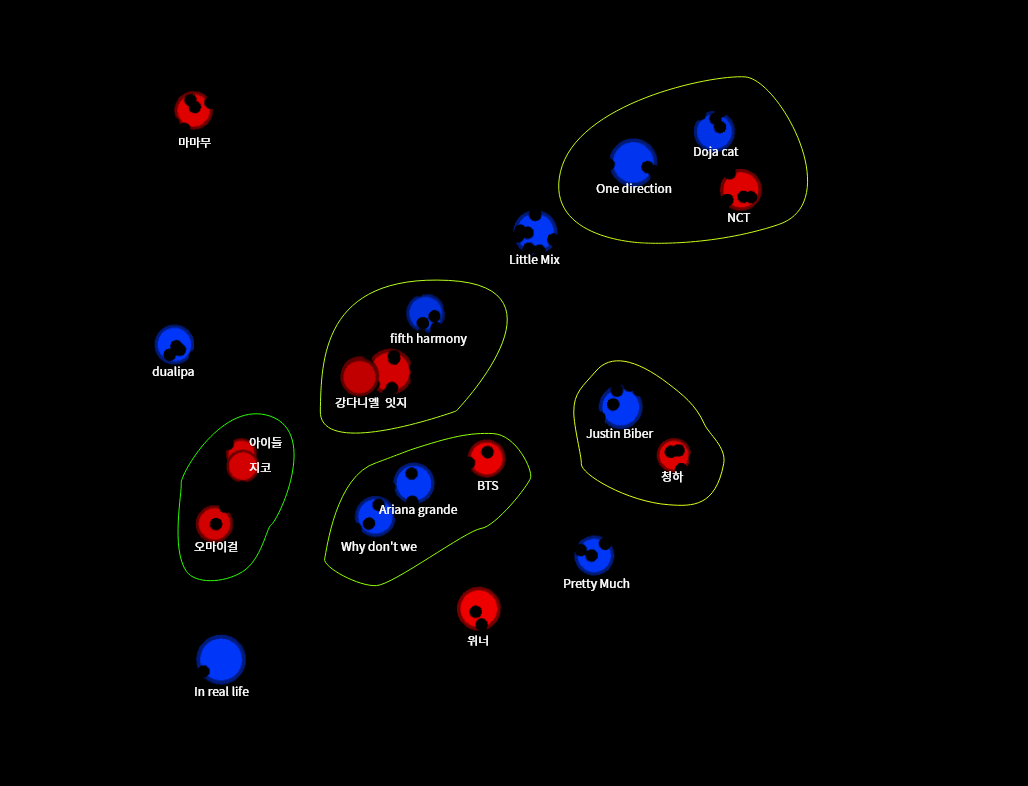 마마무
Doja cat
One direction
NCT
Little Mix
fifth harmony
dualipa
강다니엘 잇지
Justin Biber
아이들
지코
청하
BTS
Ariana grande
오마이걸
Why don't we
Pretty Much
위너
In real life